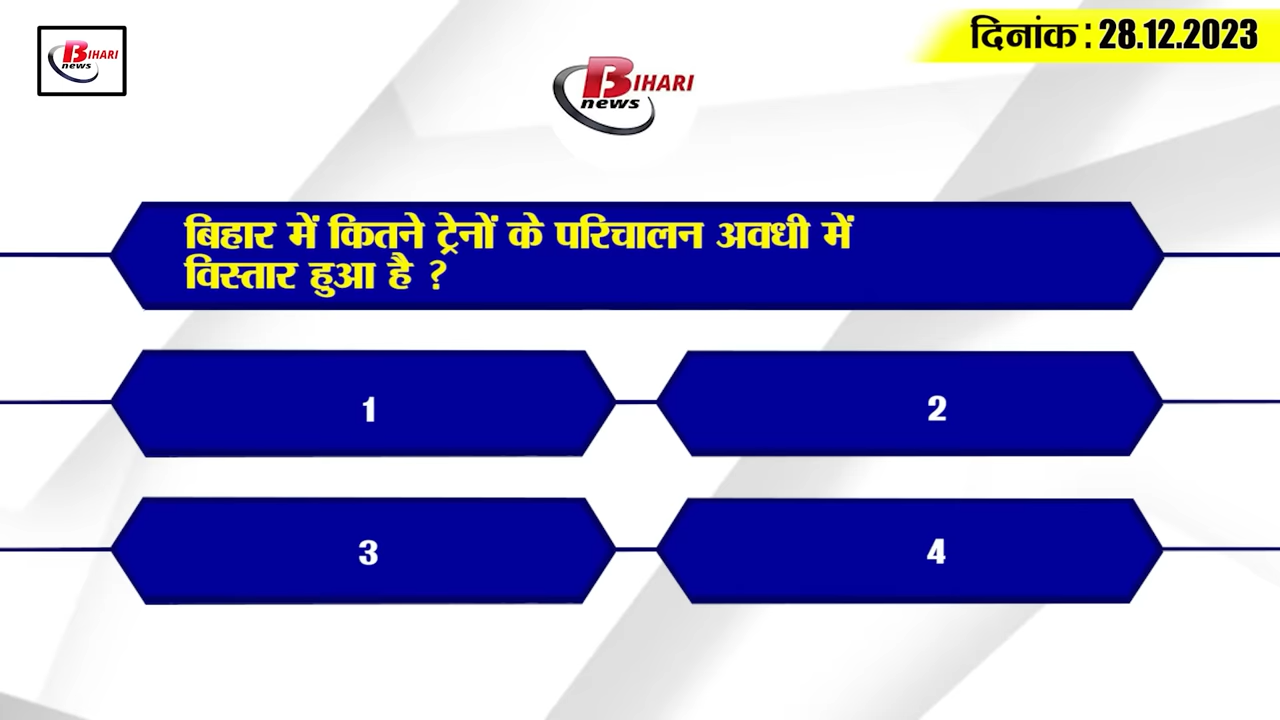 BIHARI
news
दिनांक : 28.12.2023
BIHARI
news
बिहार में कितने ट्रेनों के परिचालन अवधी में
विस्तार हुआ है ?
1
2
3
4